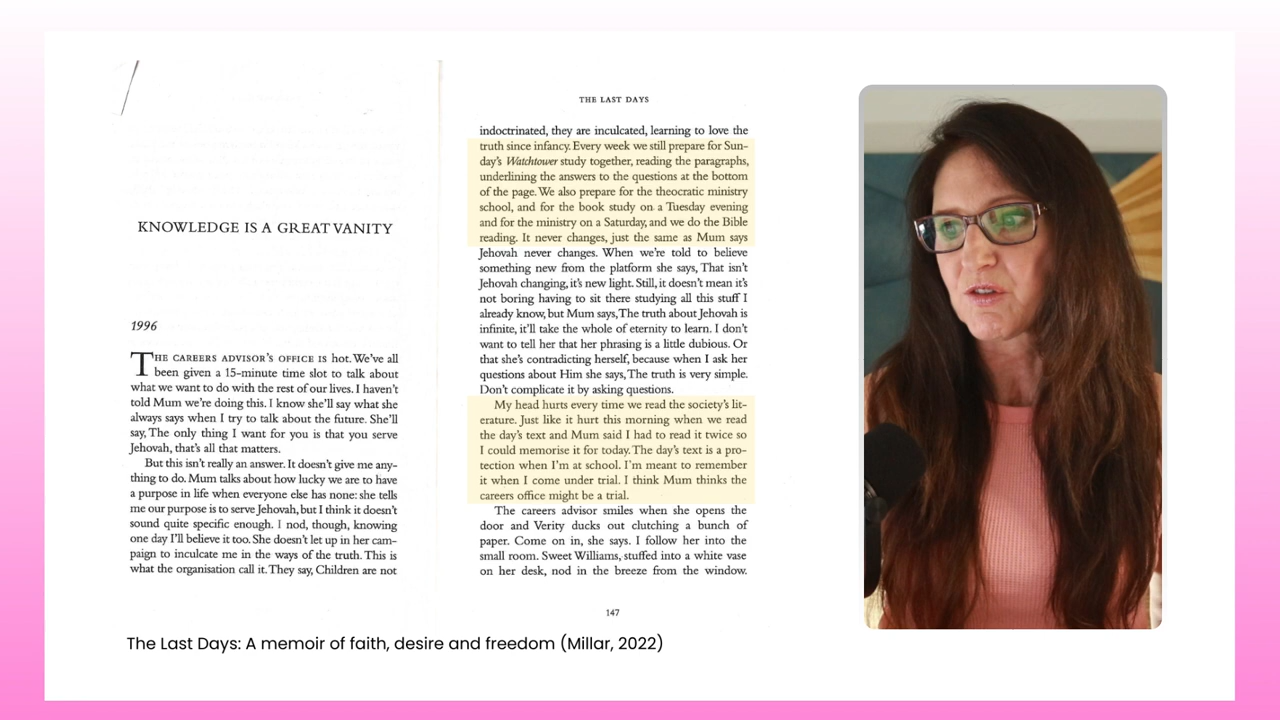 KNOWLEDGE IS A GREAT VANITY
1996
THE CAREERS ADVISOR'S OFFICE IS hot. We've all
been given a 15-minute time slot to talk about
what we want to do with the rest of our lives. I haven't
told Mum we're doing this. I know she'll say what she
always says when I try to talk about the future. She'll
say, The only thing I want for you is that you serve
Jehovah, that's all that matters.
But this isn't really an answer. It doesn't give me any-
thing to do. Mum talks about how lucky we are to have
a purpose in life when everyone else has none: she tells
me our purpose is to serve Jehovah, but I think it doesn't
sound quite specific enough. I nod, though, knowing
one day I'll believe it too. She doesn't let up in her cam-
paign to inculcate me in the ways of the truth. This is
what the organisation call it. They say, Children are not
THE LAST DAYS
indoctrinated, they are inculcated, learning to love the
truth since infancy. Every week we still prepare for Sun-
day's Watchtower study together, reading the paragraphs,
underlining the answers to the questions at the bottom
of the page. We also prepare for the theocratic ministry
school, and for the book study on a Tuesday evening
and for the ministry on a Saturday, and we do the Bible
reading. It never changes, just the same as Mum says
Jehovah never changes. When we're told to believe
something new from the platform she says, That isn't
Jehovah changing, it's new light. Still, it doesn't mean it's
not boring having to sit there studying all this stuff I
already know, but Mum says, The truth about Jehovah is
infinite, it'll take the whole of eternity to learn. I don't
want to tell her that her phrasing is a little dubious. Or
that she's contradicting herself, because when I ask her
questions about Him she says, The truth is very simple.
Don't complicate it by asking questions.
My head hurts every time we read the society's lit-
erature. Just like it hurt this morning when we read
the day's text and Mum said I had to read it twice so
I could memorise it for today. The day's text is a pro-
tection when I'm at school. I'm meant to remember
it when I come under trial. I think Mum thinks the
careers office might be a trial.
The careers advisor smiles when she opens the
door and Verity ducks out clutching a bunch of
paper. Come on in, she says. I follow her into the
small room. Sweet Williams, stuffed into a white vase
on her desk, nod in the breeze from the window.
147
The Last Days: A memoir of faith, desire and freedom (Millar, 2022)